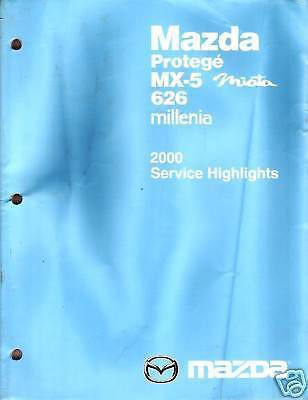 Mazda
Protegé
MX-5 Miata
626
millenia
2000
Service Highlights
mazda